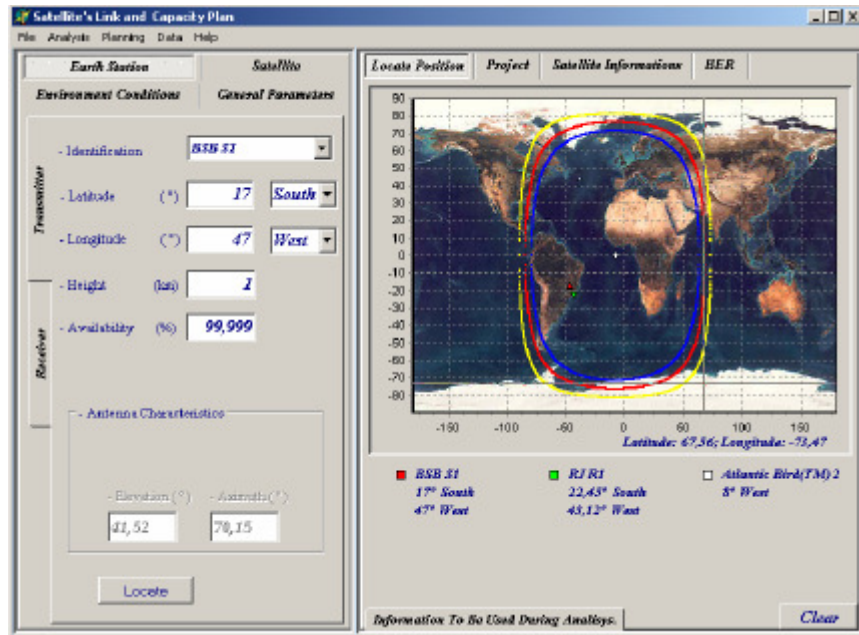 Satellite's Link and Capacity Plan
File Analysis Planning Data Help
Earth Station Satellite
Environment Conditions General Parameters
Transmitter
Receiver
- Identification BSB S1
- Latitude (°) 17 South
- Longitude (°) 47 West
- Height (km) 1
- Availability (%) 99,999
- Antenna Characteristics
- Elevation (°) - Azimuth (°)
41,52 70,15
Locate
Locate Position Project Satellite Informations BER
90
80
70
60
50
40
30
20
10
0
-10
-20
-30
-40
-50
-60
-70
-80
-150 -100 -50 0 50 100 150
Latitude: 67,56; Longitude: -73,47
BSB S1 RJ R1 Atlantic Bird(TM) 2
17° South 22,43° South 8° West
47° West 43,12° West
Information To Be Used During Analisys.
Clear